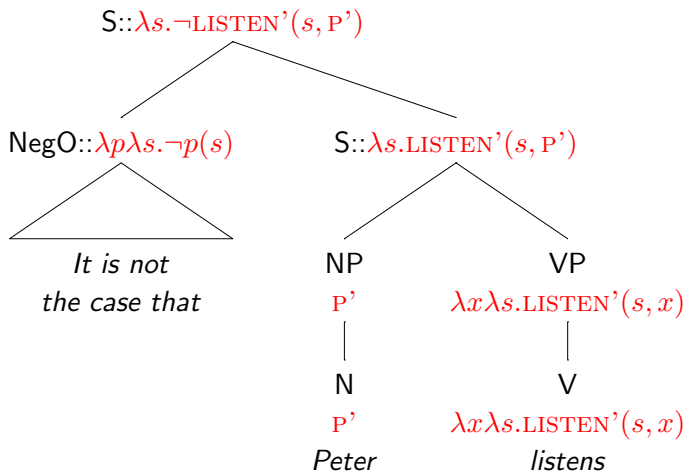 S::λs.¬LISTEN’(s, P’)
NegO::λpλs.¬p(s) S::λs.LISTEN’(s, P’)
It is not NP VP
the case that P’ λxλs.LISTEN’(s, x)
N V
P’ λxλs.LISTEN’(s, x)
Peter listens